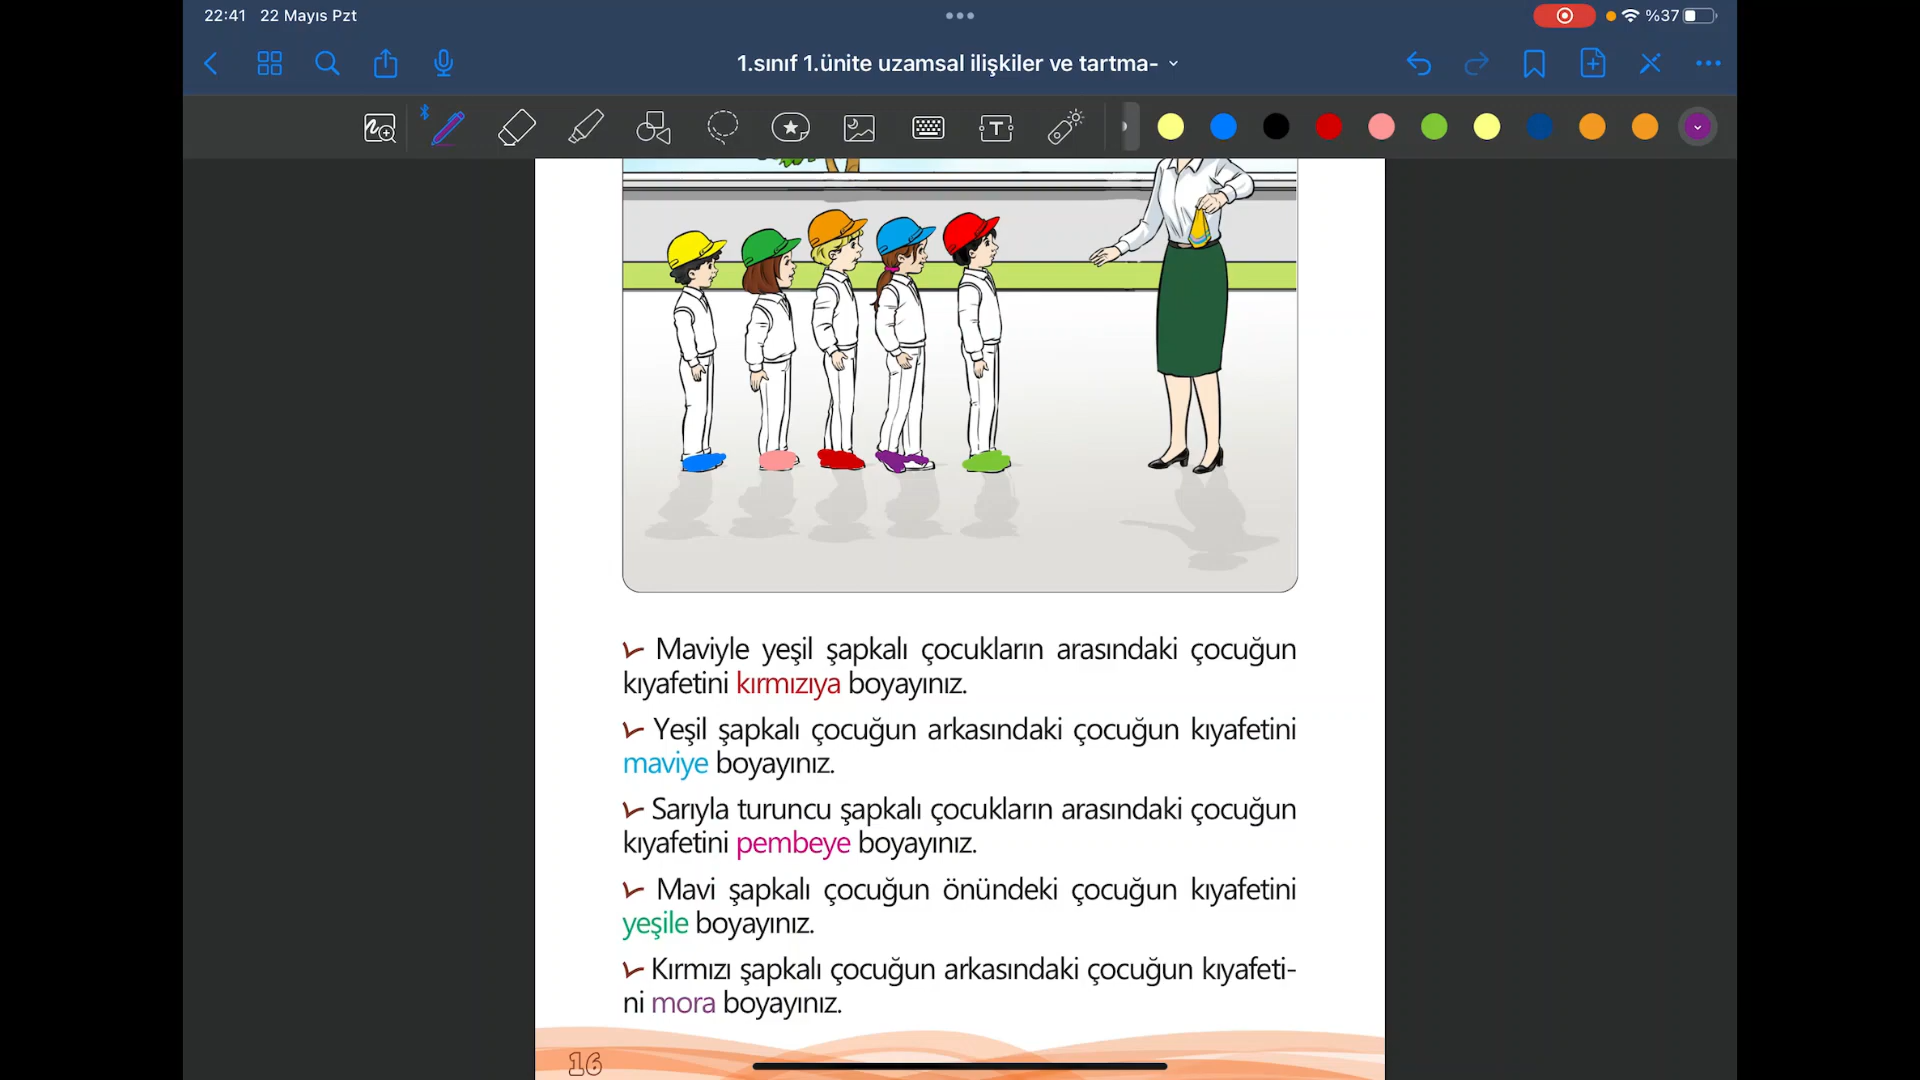 22:41 22 Mayıs Pzt
%37
1.sınıf 1.ünite uzamsal ilişkiler ve tartma-
T
Maviyle yeşil şapkalı çocukların arasındaki çocuğun
kıyafetini kırmızıya boyayınız.
Yeşil şapkalı çocuğun arkasındaki çocuğun kıyafetini
maviye boyayınız.
Sarıyla turuncu şapkalı çocukların arasındaki çocuğun
kıyafetini pembeye boyayınız.
Mavi şapkalı çocuğun önündeki çocuğun kıyafetini
yeşile boyayınız.
Kırmızı şapkalı çocuğun arkasındaki çocuğun kıyafeti-
ni mora boyayınız.
16